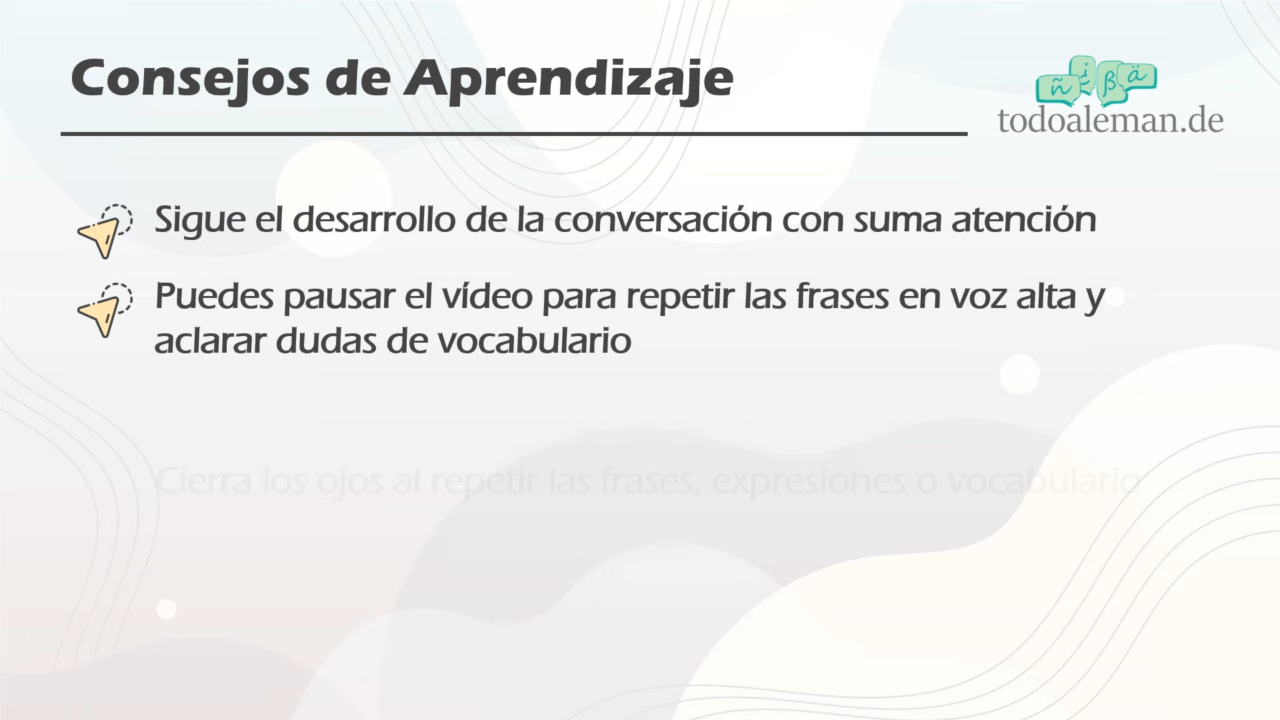 Consejos de Aprendizaje
ñ ¿ ß ä
todoaleman.de
Sigue el desarrollo de la conversación con suma atención
Puedes pausar el vídeo para repetir las frases en voz alta y
aclarar dudas de vocabulario
Cierra los ojos al repetir las frases, expresiones o vocabulario